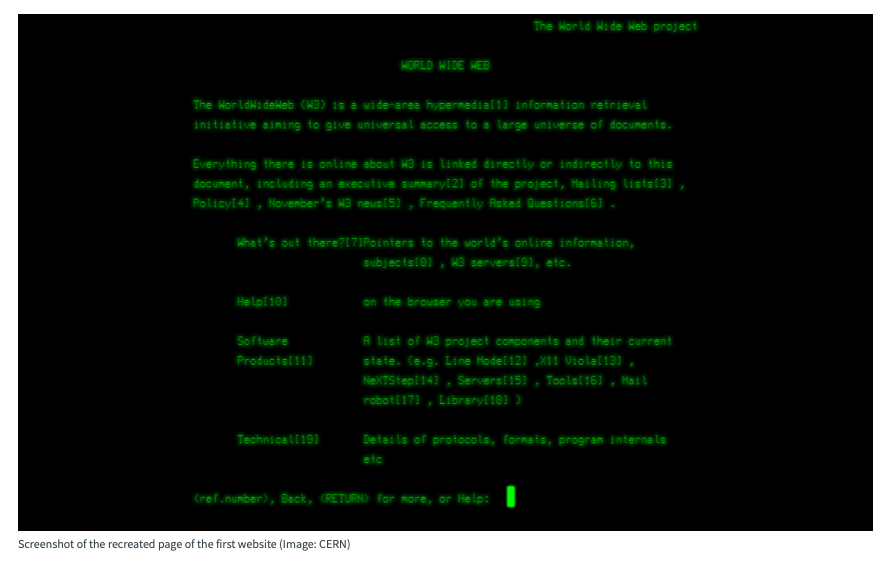 The World Wide Web project
WORLD WIDE WEB
The WorldWideWeb (W3) is a wide-area hypermedia[1] information retrieval
initiative aiming to give universal access to a large universe of documents.
Everything there is online about W3 is linked directly or indirectly to this
document, including an executive summary[2] of the project, Mailing lists[3] ,
Policy[4] , November's W3 news[5] , Frequently Asked Questions[6] .
What's out there?[7]Pointers to the world's online information,
subjects[8] , W3 servers[9], etc.
Help[10] on the browser you are using
Software A list of W3 project components and their current
Products[11] state. (e.g. Line Mode[12] ,X11 Viola[13] ,
NeXTStep[14] , Servers[15] , Tools[16] , Mail
robot[17] , Library[18] )
Technical[19] Details of protocols, formats, program internals
etc
<ref.number>, Back, <RETURN> for more, or Help:
Screenshot of the recreated page of the first website (Image: CERN)